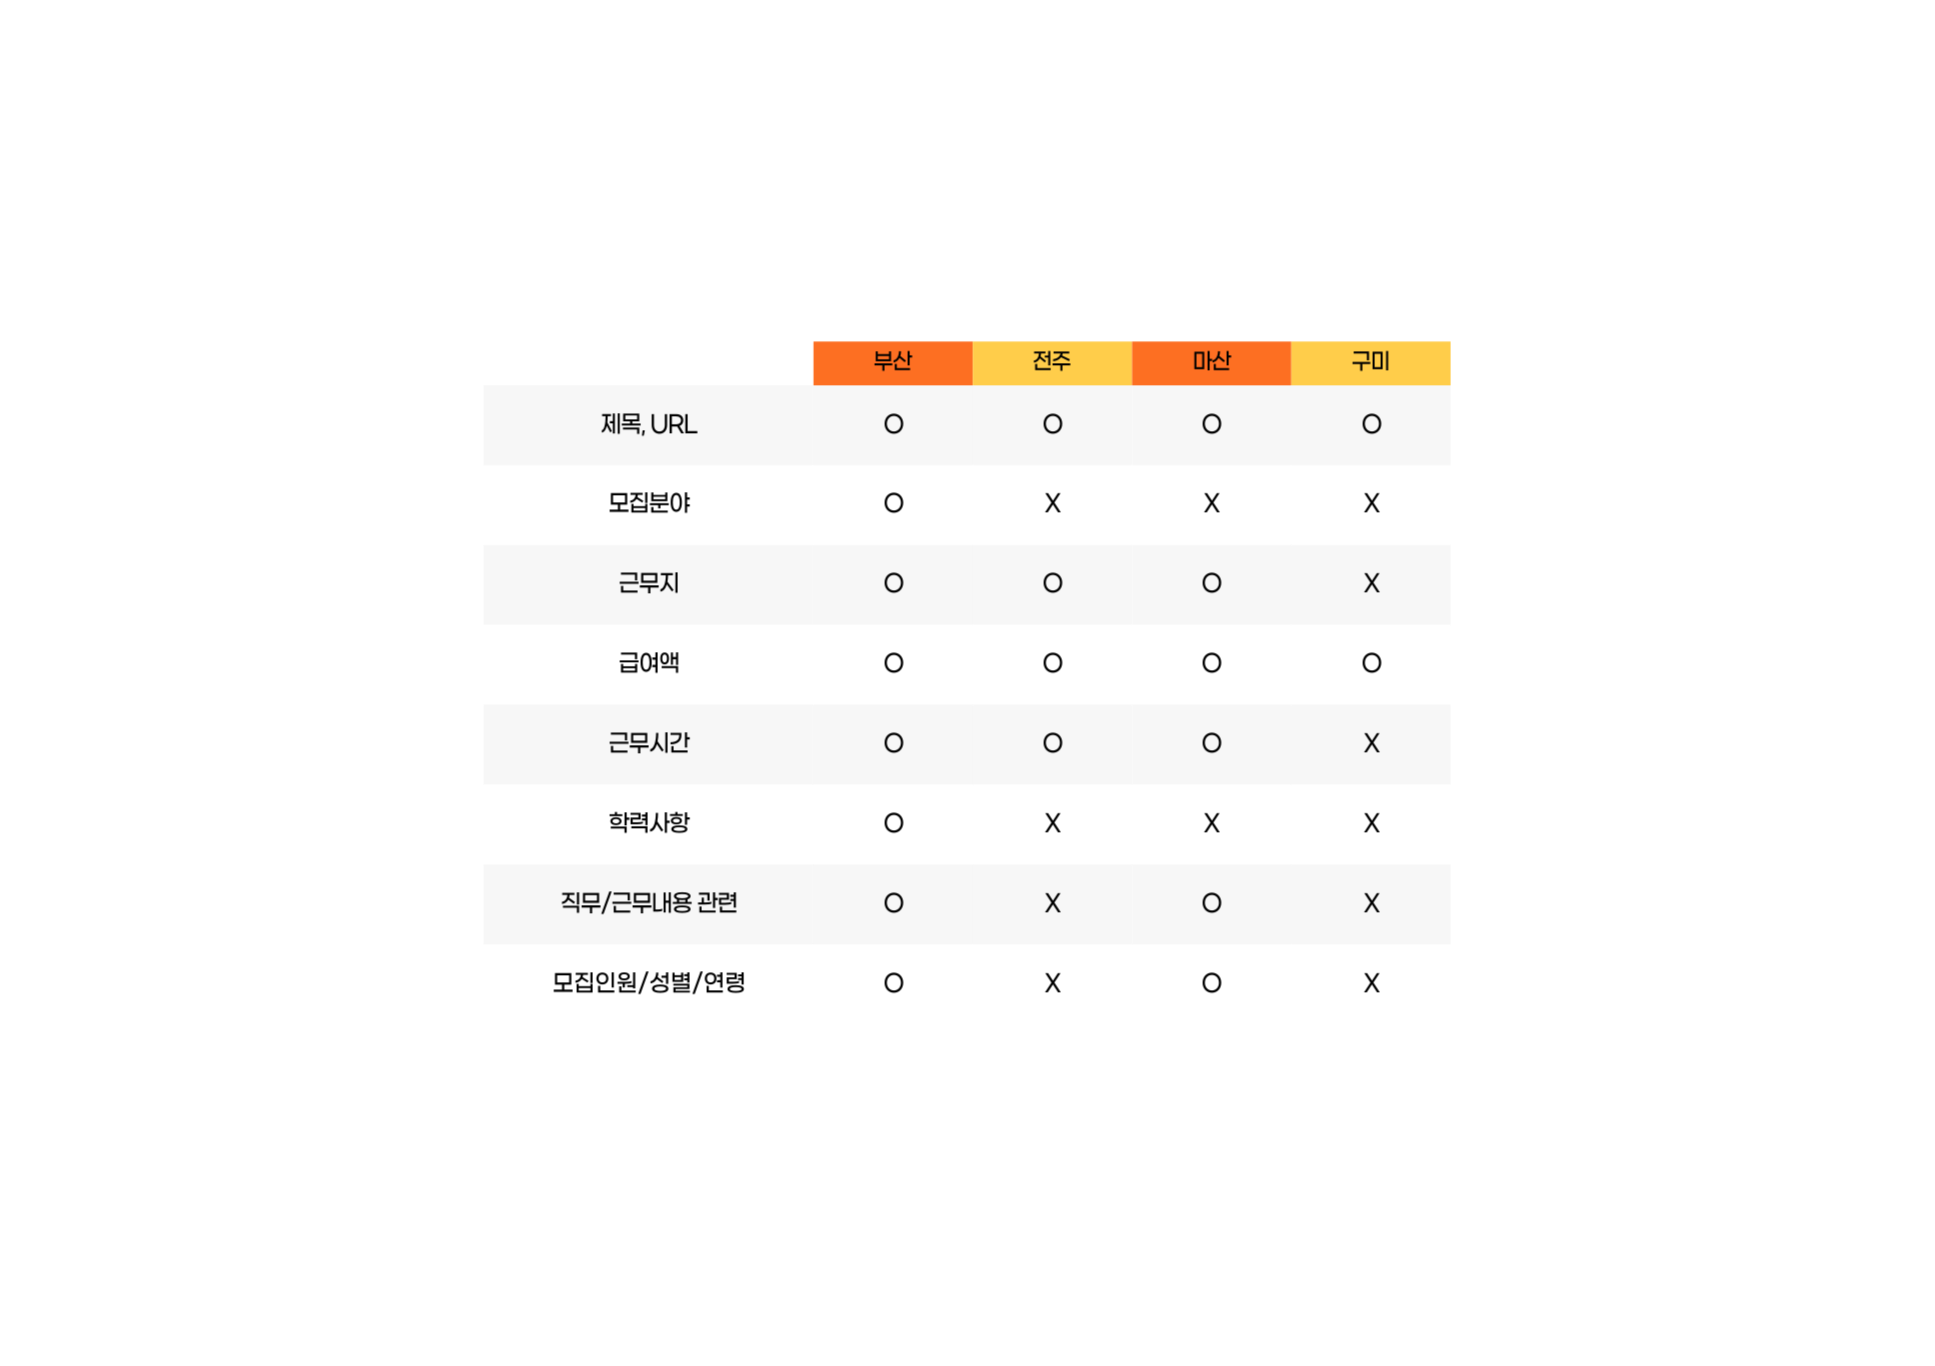 부산 전주 마산 구미
제목, URL O O O O
모집분야 O X X X
근무지 O O O X
급여액 O O O O
근무시간 O O O X
학력사항 O X X X
직무/근무내용 관련 O X O X
모집인원/성별/연령 O X O X